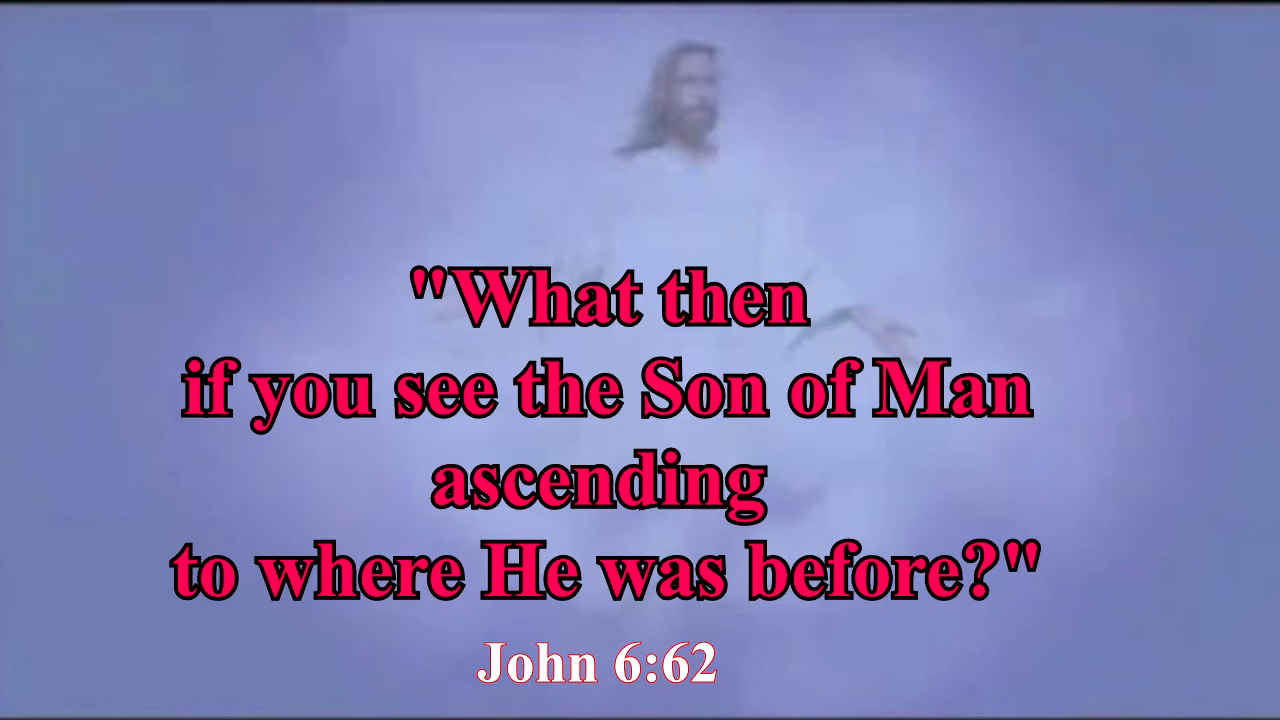 "What then
if you see the Son of Man
ascending
to where He was before?"
John 6:62